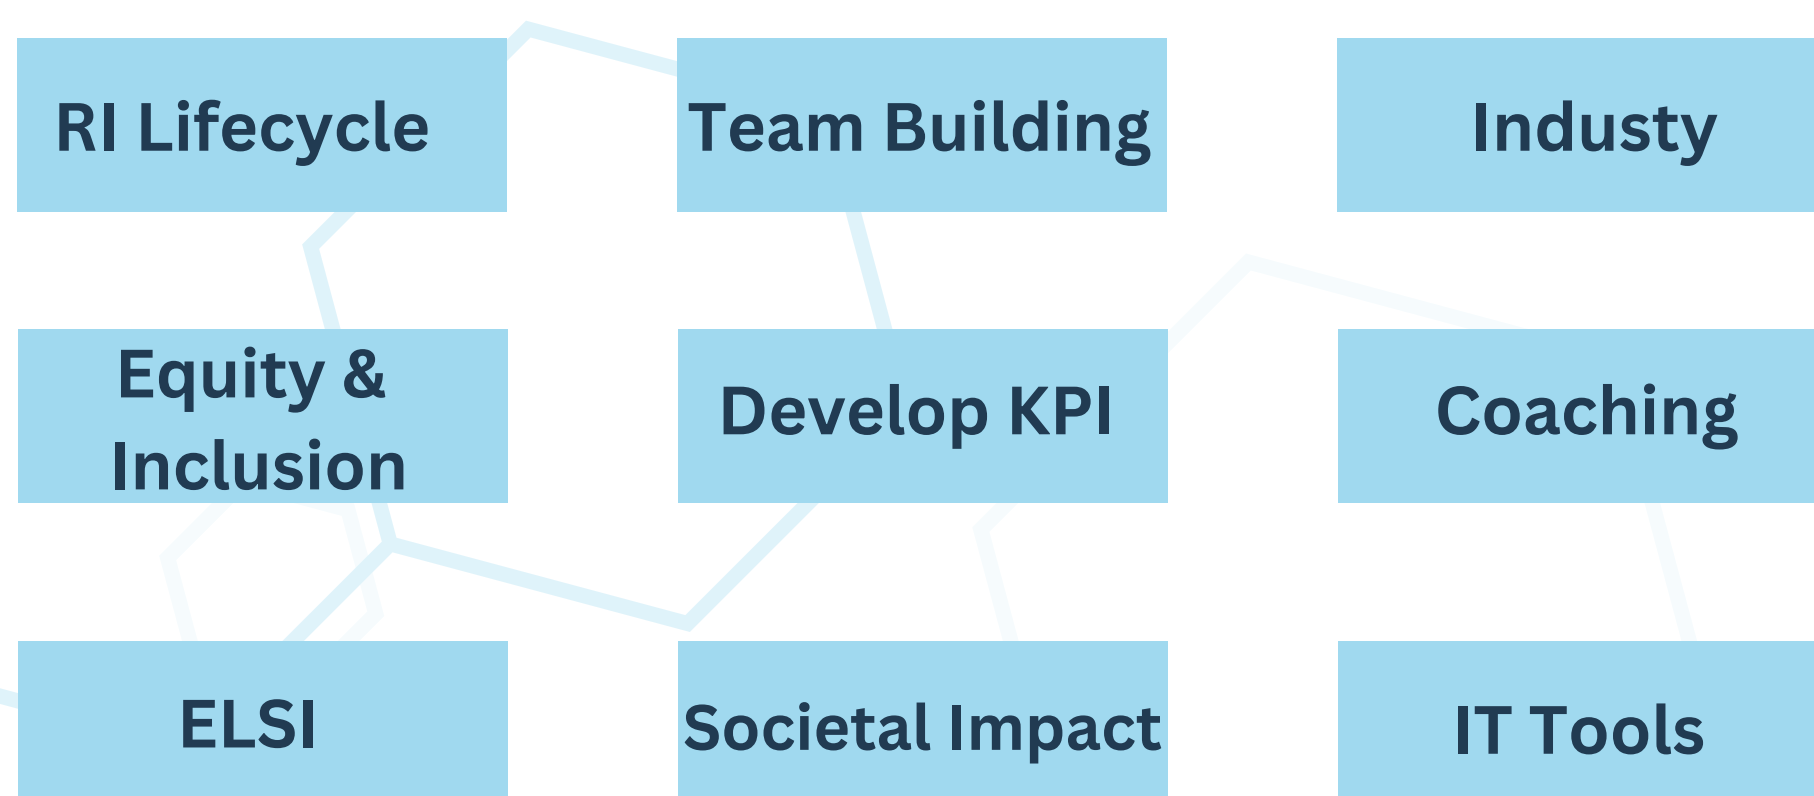 RI Lifecycle
Team Building
Industy
Equity &
Inclusion
Develop KPI
Coaching
ELSI
Societal Impact
IT Tools